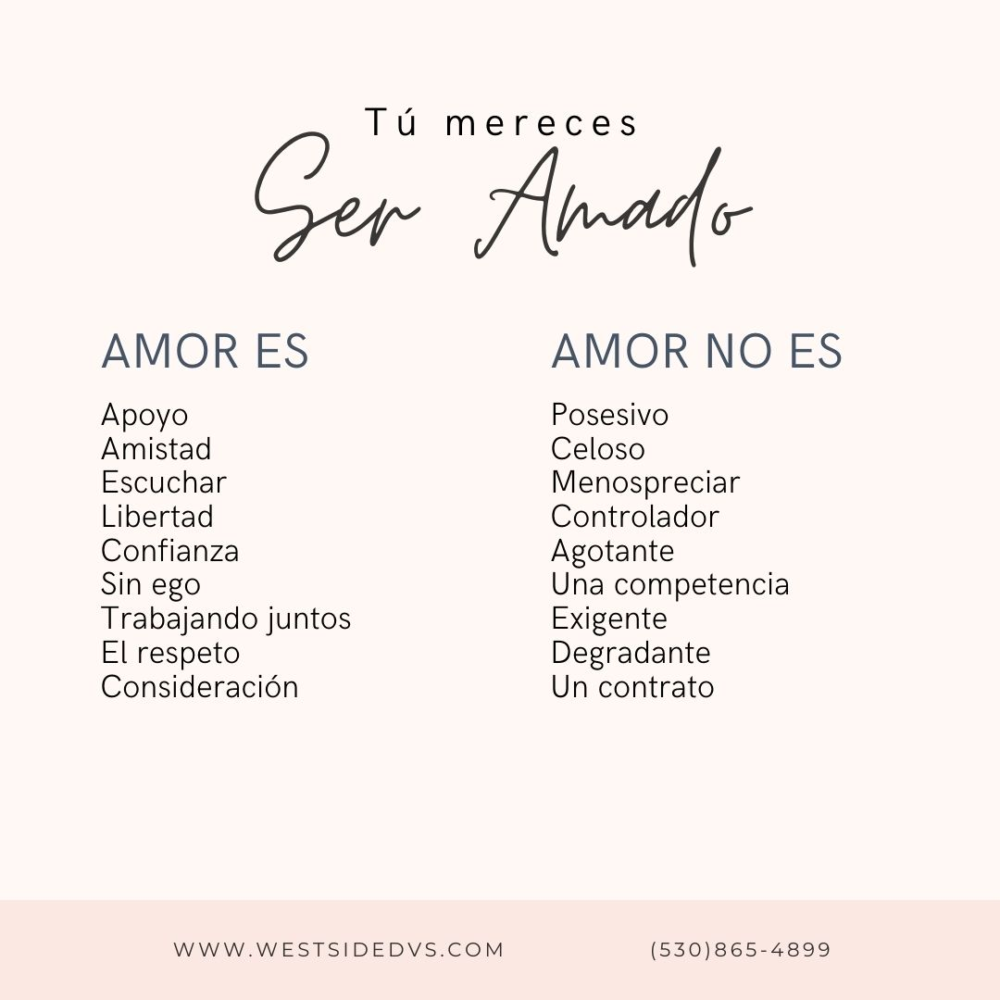 Tú mereces
Ser Amado
AMOR ES
Apoyo
Amistad
Escuchar
Libertad
Confianza
Sin ego
Trabajando juntos
El respeto
Consideración
AMOR NO ES
Posesivo
Celoso
Menospreciar
Controlador
Agotante
Una competencia
Exigente
Degradante
Un contrato
WWW.WESTSIDEDVS.COM
(530)865-4899